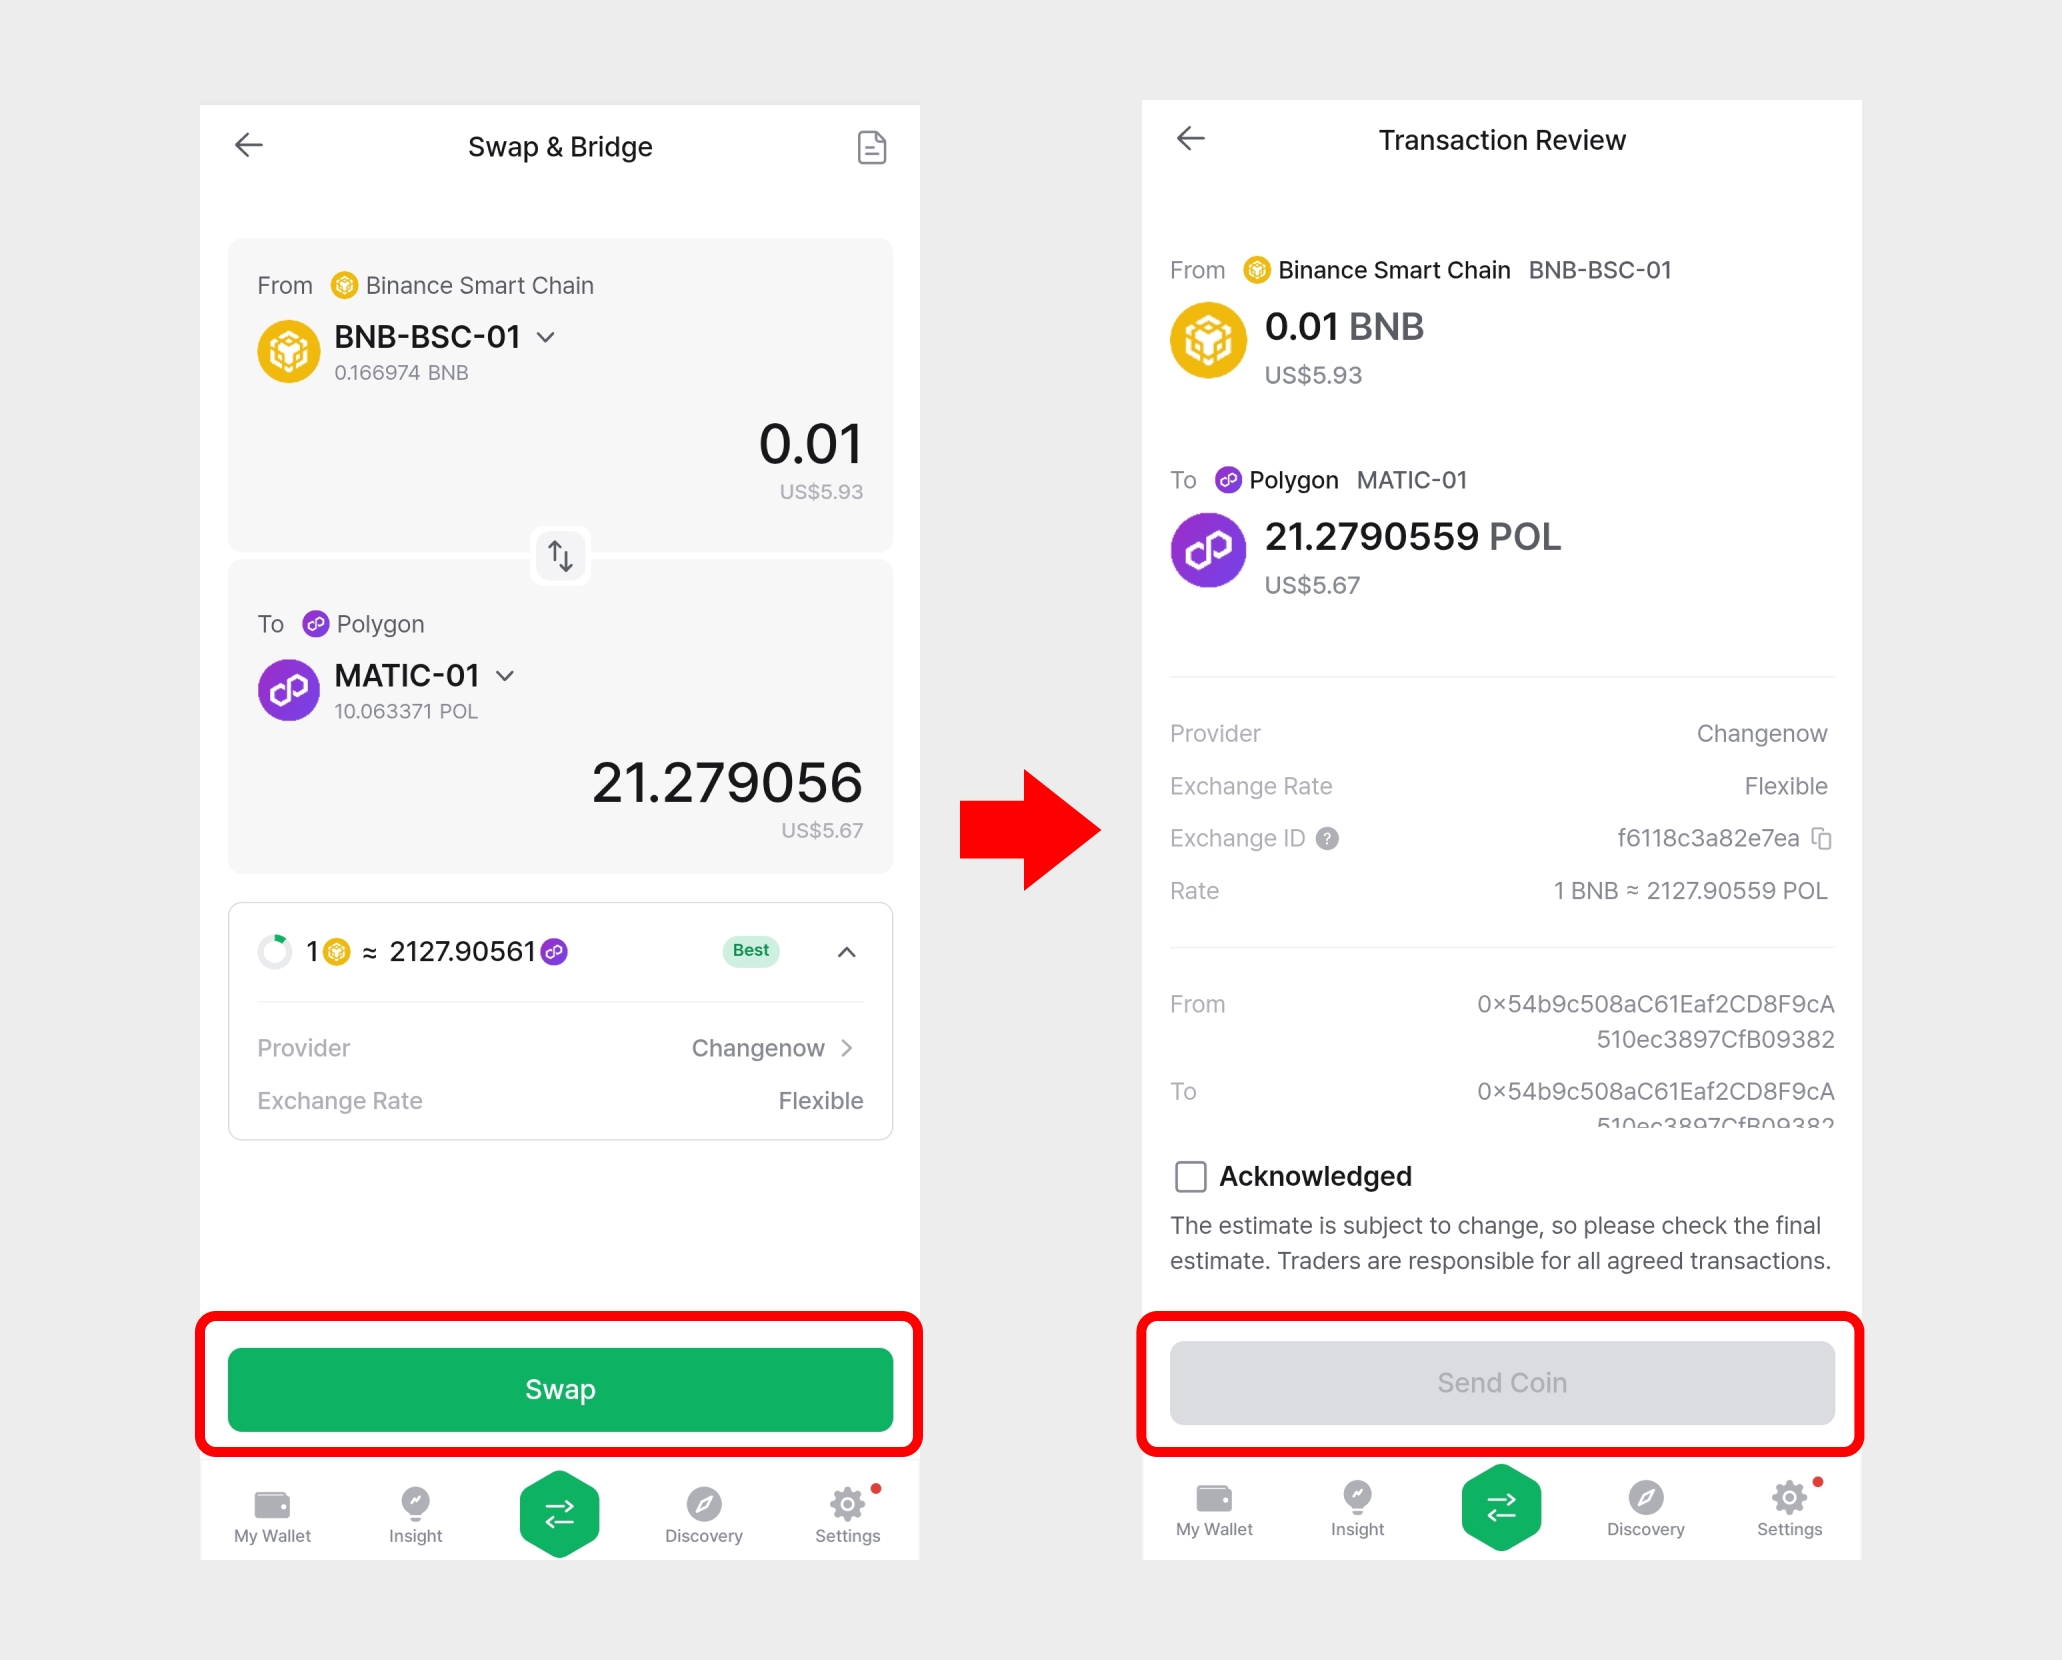 Swap & Bridge
From Binance Smart Chain
BNB-BSC-01
0.166974 BNB
0.01
US$5.93
To Polygon
MATIC-01
10.063371 POL
21.279056
US$5.67
1 ≈ 2127.90561 Best
Provider Changenow
Exchange Rate Flexible
Swap
My Wallet Insight Discovery Settings
Transaction Review
From Binance Smart Chain BNB-BSC-01
0.01 BNB
US$5.93
To Polygon MATIC-01
21.2790559 POL
US$5.67
Provider Changenow
Exchange Rate Flexible
Exchange ID ? f6118c3a82e7ea
Rate 1 BNB ≈ 2127.90559 POL
From 0x54b9c508aC61Eaf2CD8F9cA
510ec3897CfB09382
To 0x54b9c508aC61Eaf2CD8F9cA
510ec3897CfB09382
Acknowledged
The estimate is subject to change, so please check the final
estimate. Traders are responsible for all agreed transactions.
Send Coin
My Wallet Insight Discovery Settings